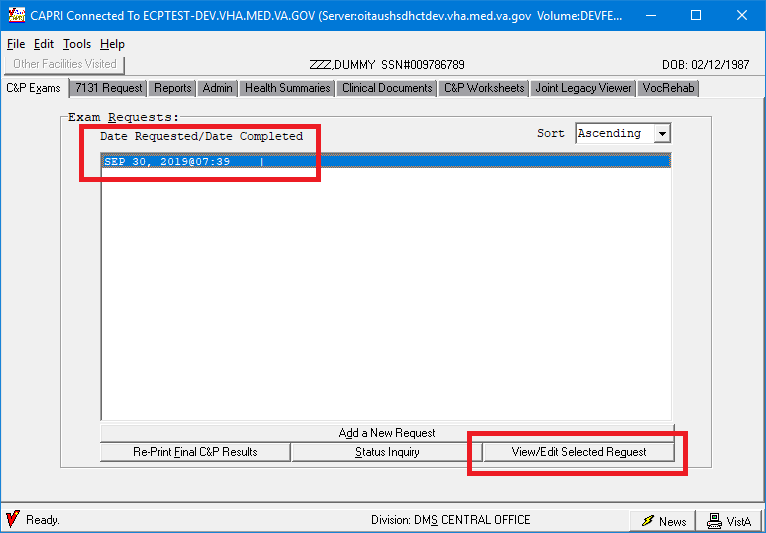 CAPRI Connected To ECPTEST-DEV.VHA.MED.VA.GOV (Server:oitaushsdhctdev.vha.med.va.gov Volume:DEVFE...
File Edit Tools Help
Other Facilities Visited ZZZ,DUMMY SSN#009786789 DOB: 02/12/1987
C&P Exams 7131 Request Reports Admin Health Summaries Clinical Documents C&P Worksheets Joint Legacy Viewer VocRehab
Exam Requests:
Date Requested/Date Completed Sort Ascending
SEP 30, 2019@07:39 |
Add a New Request
Re-Print Final C&P Results Status Inquiry View/Edit Selected Request
Ready. Division: DMS CENTRAL OFFICE News VistA